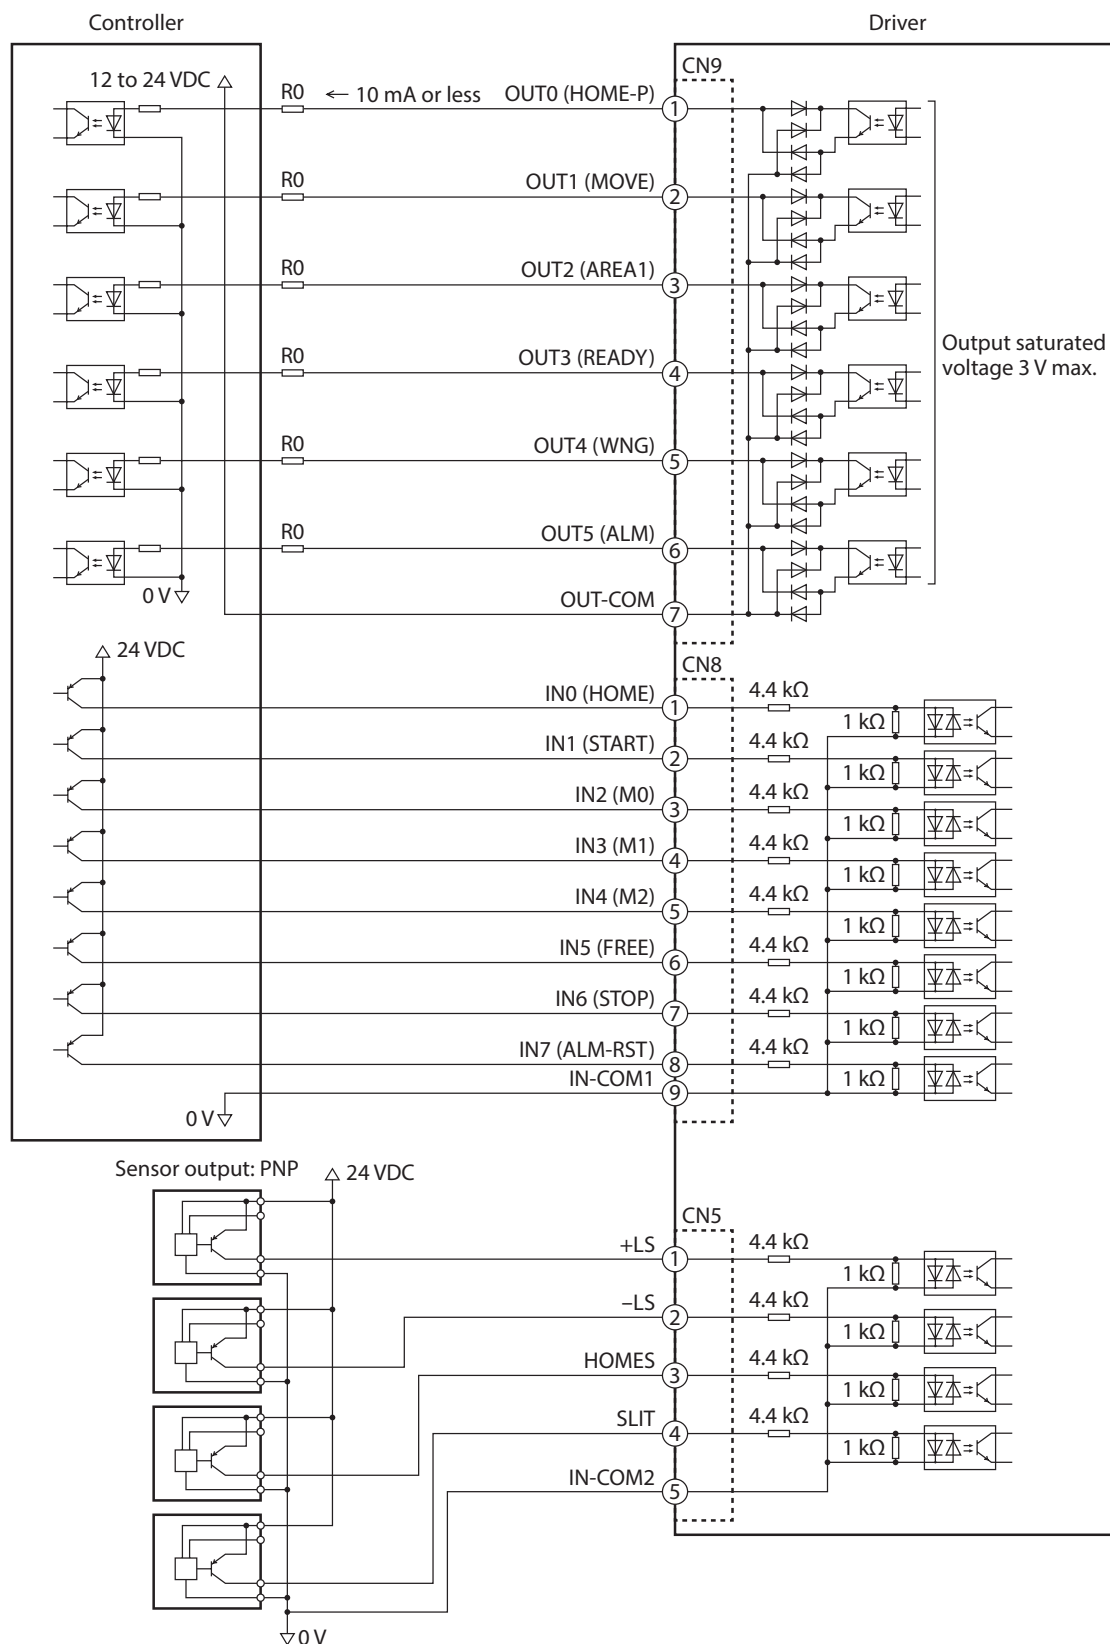 Controller
Driver
12 to 24 VDC
R0
← 10 mA or less
OUT0 (HOME-P)
CN9
1
R0
OUT1 (MOVE)
2
R0
OUT2 (AREA1)
3
R0
OUT3 (READY)
4
Output saturated
voltage 3 V max.
R0
OUT4 (WNG)
5
R0
OUT5 (ALM)
6
0 V
OUT-COM
7
24 VDC
CN8
IN0 (HOME)
1
4.4 kΩ
1 kΩ
IN1 (START)
2
4.4 kΩ
1 kΩ
IN2 (M0)
3
4.4 kΩ
1 kΩ
IN3 (M1)
4
4.4 kΩ
1 kΩ
IN4 (M2)
5
4.4 kΩ
1 kΩ
IN5 (FREE)
6
4.4 kΩ
1 kΩ
IN6 (STOP)
7
4.4 kΩ
1 kΩ
IN7 (ALM-RST)
8
4.4 kΩ
1 kΩ
IN-COM1
9
0 V
Sensor output: PNP
24 VDC
CN5
+LS
1
4.4 kΩ
1 kΩ
–LS
2
4.4 kΩ
1 kΩ
HOMES
3
4.4 kΩ
1 kΩ
SLIT
4
4.4 kΩ
1 kΩ
IN-COM2
5
0 V